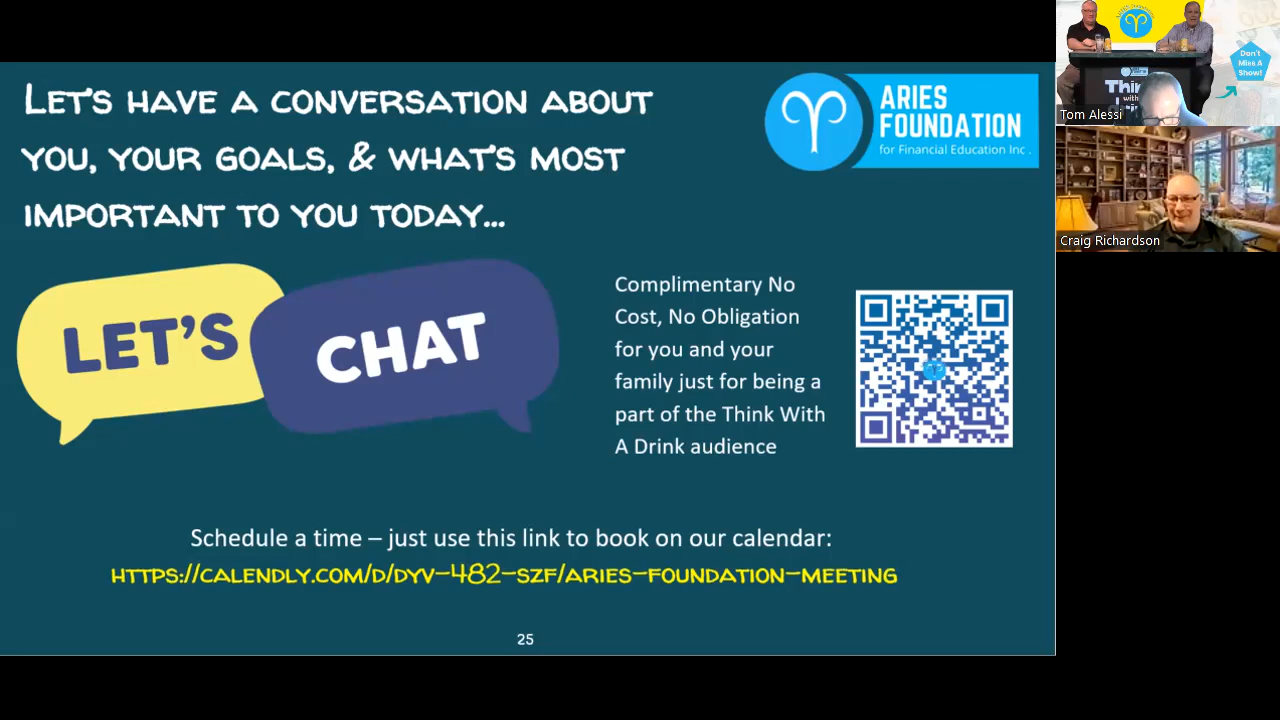 LET'S HAVE A CONVERSATION ABOUT
YOU, YOUR GOALS, & WHAT'S MOST
IMPORTANT TO YOU TODAY...
ARIES
FOUNDATION
for Financial Education Inc.
LET'S
CHAT
Complimentary No
Cost, No Obligation
for you and your
family just for being a
part of the Think With
A Drink audience
Schedule a time – just use this link to book on our calendar:
HTTPS://CALENDLY.COM/D/DYV-482-SZF/ARIES-FOUNDATION-MEETING
25
Don't
Miss A
Show!
with
Tom Alessi
Craig Richardson